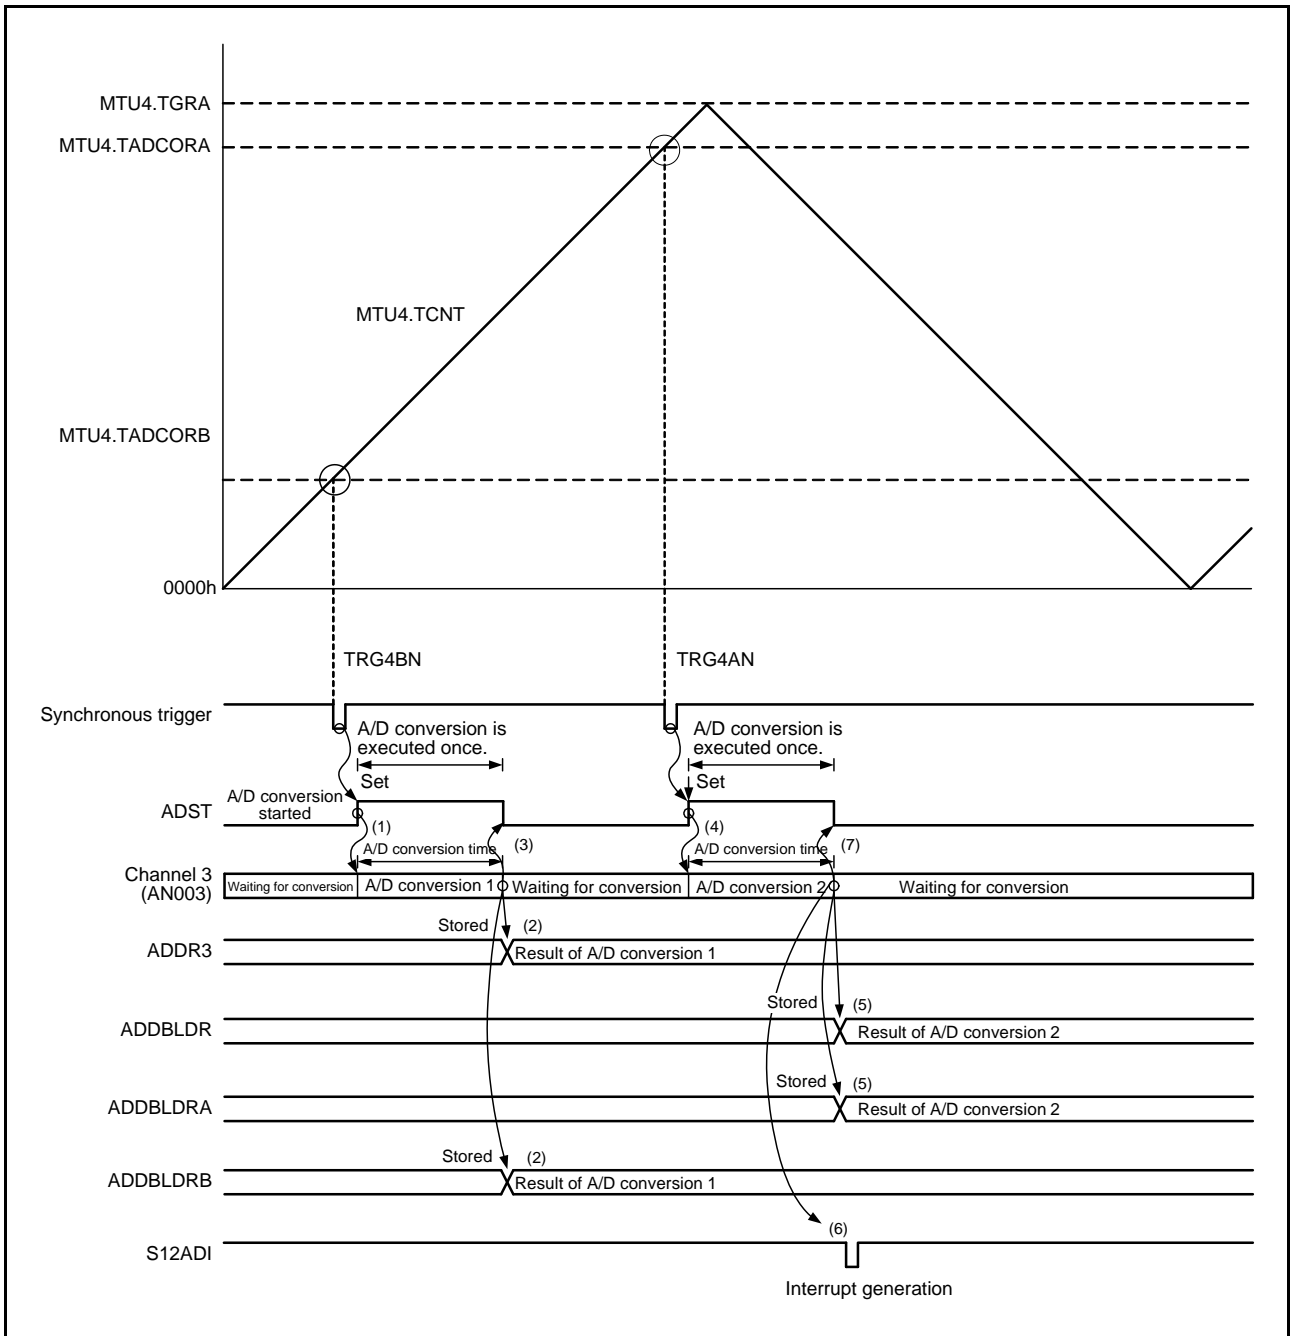 MTU4.TGRA
MTU4.TADCORA
MTU4.TCNT
MTU4.TADCORB
0000h
TRG4BN
TRG4AN
Synchronous trigger
A/D conversion is
executed once.
A/D conversion is
executed once.
Set
Set
A/D conversion
started
ADST
(1)
(3)
(4)
(7)
A/D conversion time
A/D conversion time
Channel 3
(AN003)
Waiting for conversion
A/D conversion 1
Waiting for conversion
A/D conversion 2
Waiting for conversion
Stored
(2)
ADDR3
Result of A/D conversion 1
Stored
(5)
ADDBLDR
Result of A/D conversion 2
Stored
(5)
ADDBLDRA
Result of A/D conversion 2
Stored
(2)
ADDBLDRB
Result of A/D conversion 1
(6)
S12ADI
Interrupt generation